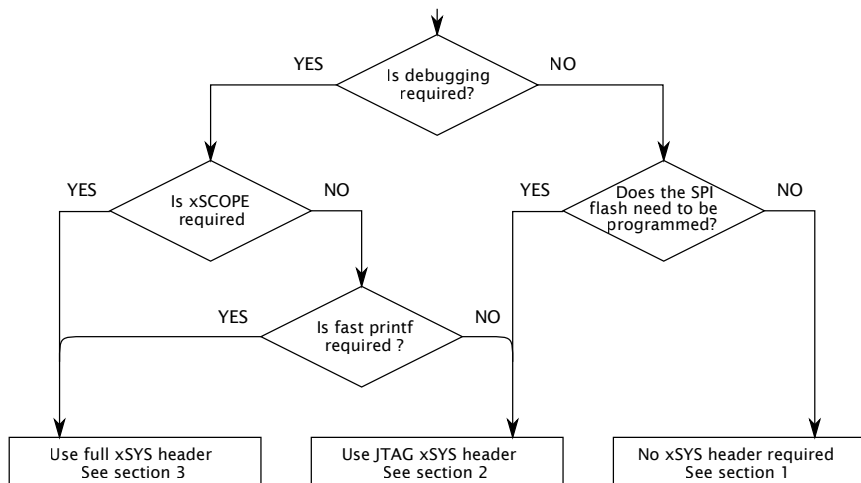 YES
Is debugging
required?
NO
YES
Is xSCOPE
required
NO
YES
Does the SPI
flash need to be
programmed?
NO
YES
Is fast printf
required ?
NO
Use full xSYS header
See section 3
Use JTAG xSYS header
See section 2
No xSYS header required
See section 1